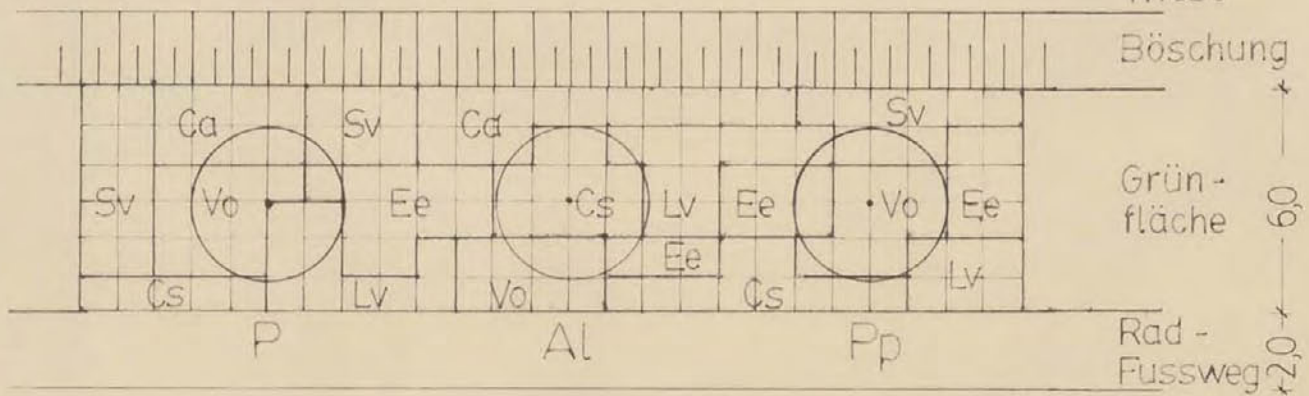 Böschung
Ca Sv Cd Sv
Sv Vo Ee Cs Lv Ee Vo Ee
Grün-
fläche
6,0
Ee
Cs Lv Vo Cs Lv
P Al Pp
Rad-
Fussweg
2,0